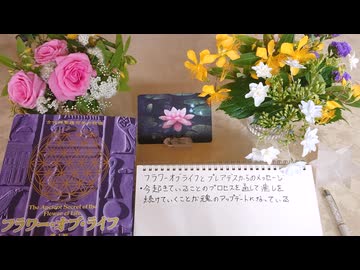 The Ancient Secret of the
Flower of Life
フラワー・オブ・ライフ
フラワーオブライフとプレアデスからのメッセージ
・今起きていることのプロセスを通して癒しを
続けていくことが魂のアップデートになっている